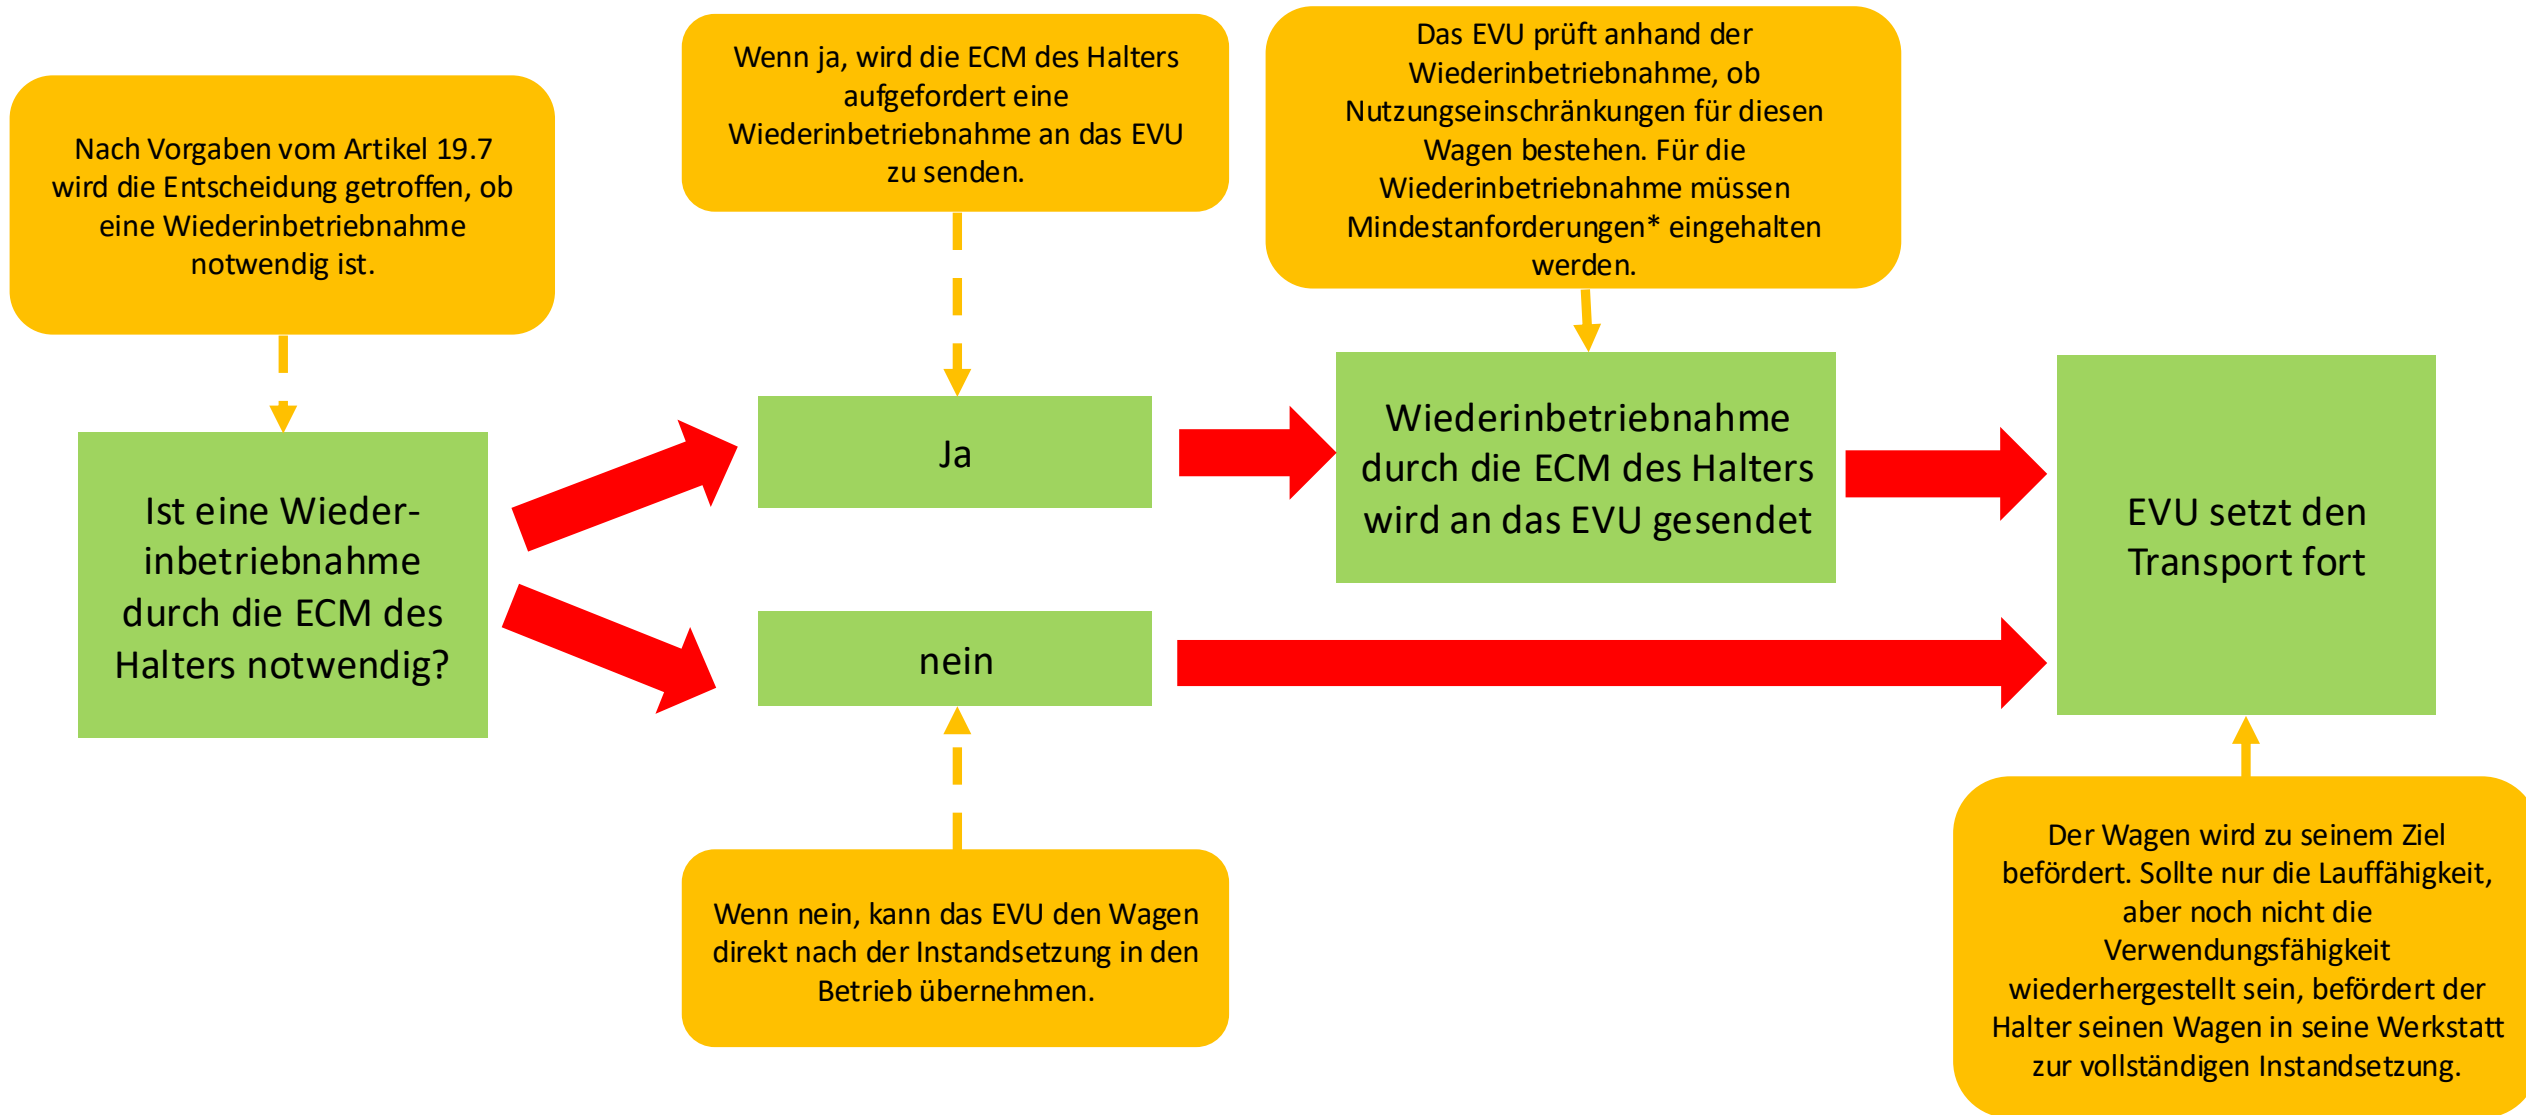 Nach Vorgaben vom Artikel 19.7
wird die Entscheidung getroffen, ob
eine Wiederinbetriebnahme
notwendig ist.
Wenn ja, wird die ECM des Halters
aufgefordert eine
Wiederinbetriebnahme an das EVU
zu senden.
Das EVU prüft anhand der
Wiederinbetriebnahme, ob
Nutzungseinschränkungen für diesen
Wagen bestehen. Für die
Wiederinbetriebnahme müssen
Mindestanforderungen* eingehalten
werden.
Ist eine Wieder-
inbetriebnahme
durch die ECM des
Halters notwendig?
Ja
nein
Wiederinbetriebnahme
durch die ECM des Halters
wird an das EVU gesendet
EVU setzt den
Transport fort
Wenn nein, kann das EVU den Wagen
direkt nach der Instandsetzung in den
Betrieb übernehmen.
Der Wagen wird zu seinem Ziel
befördert. Sollte nur die Lauffähigkeit,
aber noch nicht die
Verwendungsfähigkeit
wiederhergestellt sein, befördert der
Halter seinen Wagen in seine Werkstatt
zur vollständigen Instandsetzung.